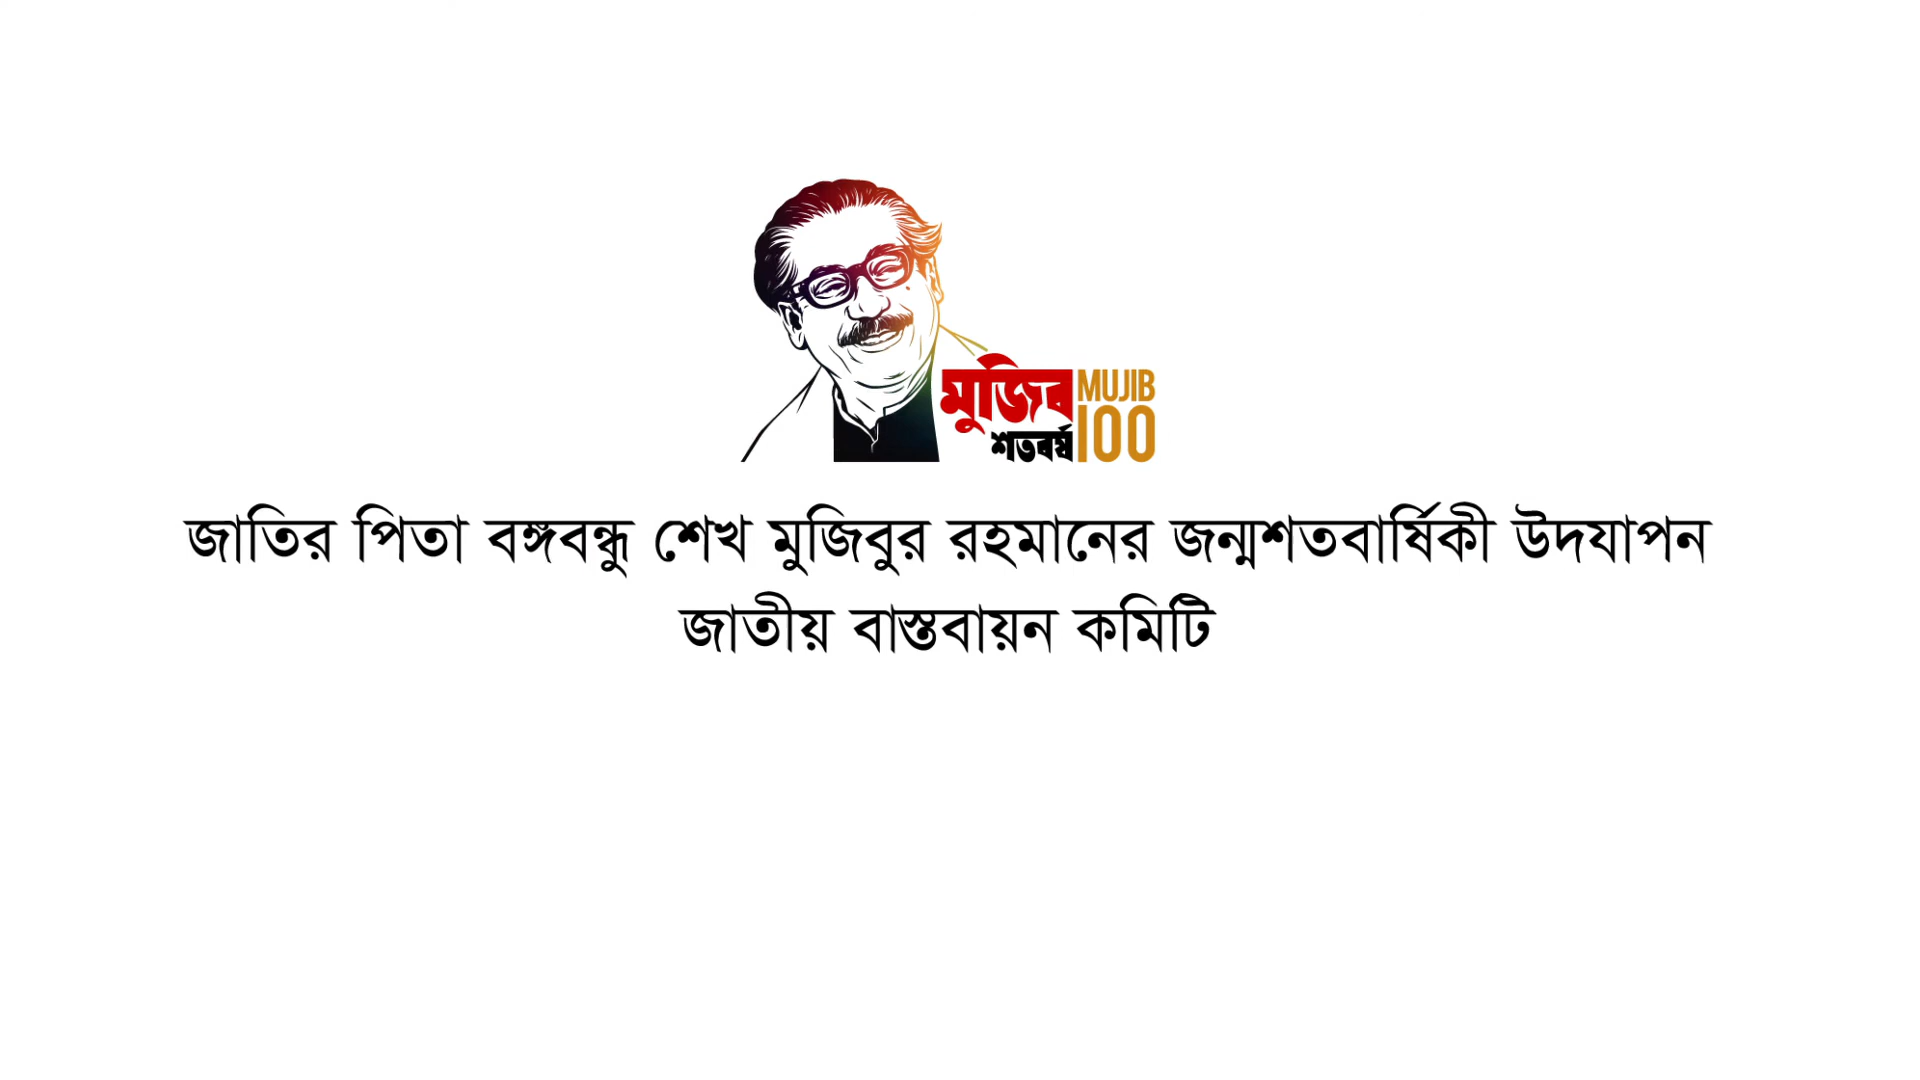 মুজিব
শতবর্ষ
MUJIB
100
জাতির পিতা বঙ্গবন্ধু শেখ মুজিবুর রহমানের জন্মশতবার্ষিকী উদযাপন
জাতীয় বাস্তবায়ন কমিটি